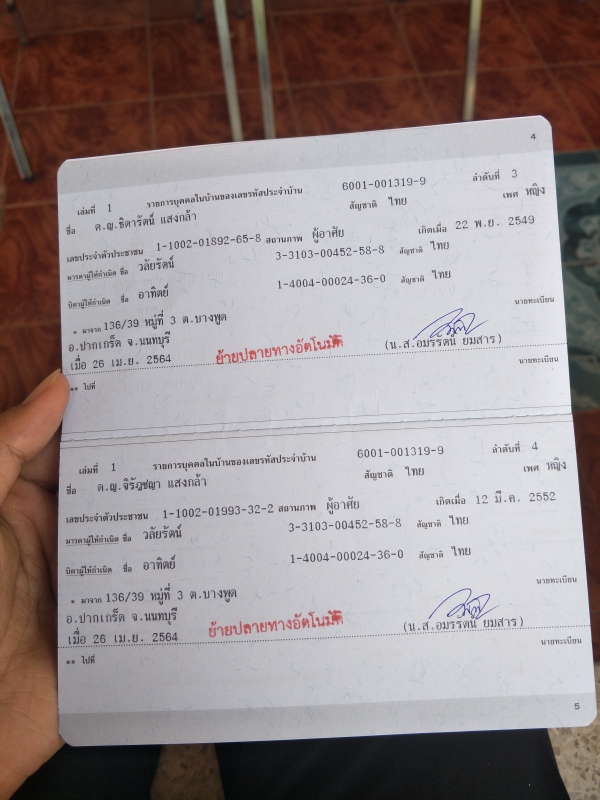 4
เล่มที่ 1 รายการบุคคลในบ้านของเลขรหัสประจำบ้าน 6001-001319-9 ลำดับที่ 3
ชื่อ ด.ญ.ธิดารัตน์ แสงกล้า สัญชาติ ไทย เพศ หญิง
เลขประจำตัวประชาชน 1-1002-01892-65-8 สถานภาพ ผู้อาศัย เกิดเมื่อ 22 พ.ย. 2549
มารดาผู้ให้กำเนิด ชื่อ วลัยรัตน์ 3-3103-00452-58-8 สัญชาติ ไทย
บิดาผู้ให้กำเนิด ชื่อ อาทิตย์ 1-4004-00024-36-0 สัญชาติ ไทย
* มาจาก 136/39 หมู่ที่ 3 ต.บางพูด นายทะเบียน
อ.ปากเกร็ด จ.นนทบุรี
เมื่อ 26 เม.ย. 2564 ย้ายปลายทางอัตโนมัติ (น.ส.อมรรัตน์ ยมสาร)
** ไปที่ นายทะเบียน
เล่มที่ 1 รายการบุคคลในบ้านของเลขรหัสประจำบ้าน 6001-001319-9 ลำดับที่ 4
ชื่อ ด.ญ.จิรัฎชญา แสงกล้า สัญชาติ ไทย เพศ หญิง
เลขประจำตัวประชาชน 1-1002-01993-32-2 สถานภาพ ผู้อาศัย เกิดเมื่อ 12 มี.ค. 2552
มารดาผู้ให้กำเนิด ชื่อ วลัยรัตน์ 3-3103-00452-58-8 สัญชาติ ไทย
บิดาผู้ให้กำเนิด ชื่อ อาทิตย์ 1-4004-00024-36-0 สัญชาติ ไทย
* มาจาก 136/39 หมู่ที่ 3 ต.บางพูด นายทะเบียน
อ.ปากเกร็ด จ.นนทบุรี
เมื่อ 26 เม.ย. 2564 ย้ายปลายทางอัตโนมัติ (น.ส.อมรรัตน์ ยมสาร)
** ไปที่ นายทะเบียน
5